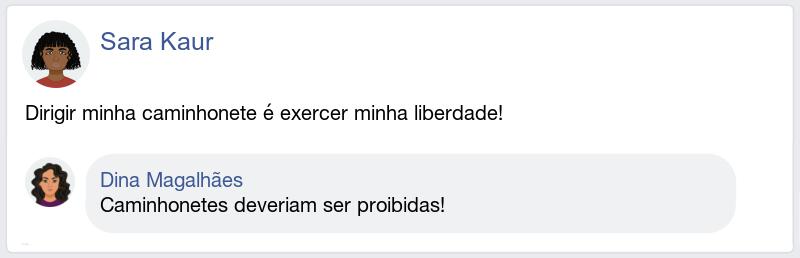 Sara Kaur
Dirigir minha caminhonete é exercer minha liberdade!
Dina Magalhães
Caminhonetes deveriam ser proibidas!